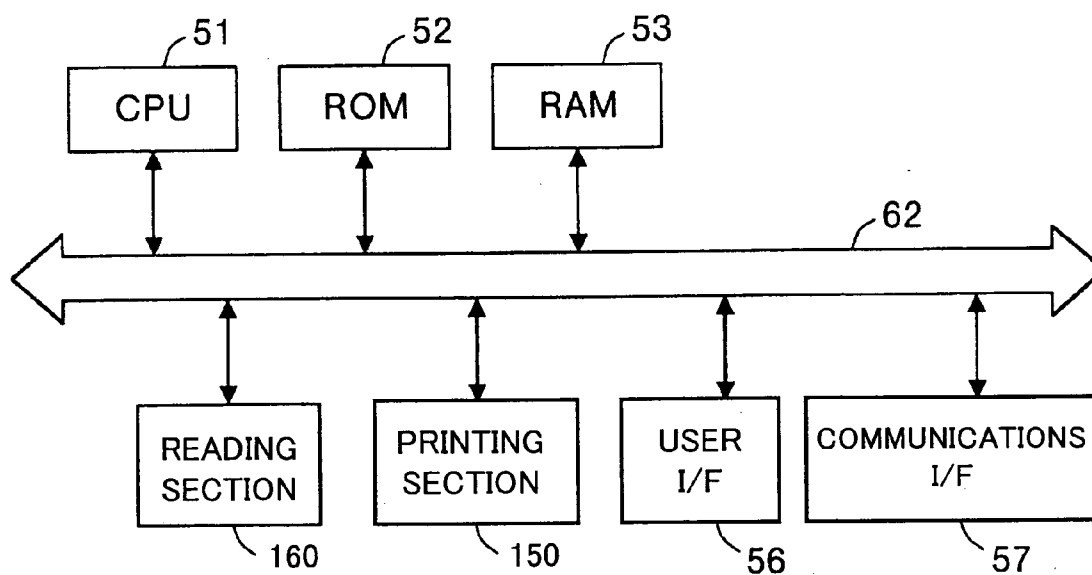 51
52
53
CPU
ROM
RAM
62
READING
SECTION
PRINTING
SECTION
USER
I/F
COMMUNICATIONS
I/F
160
150
56
57